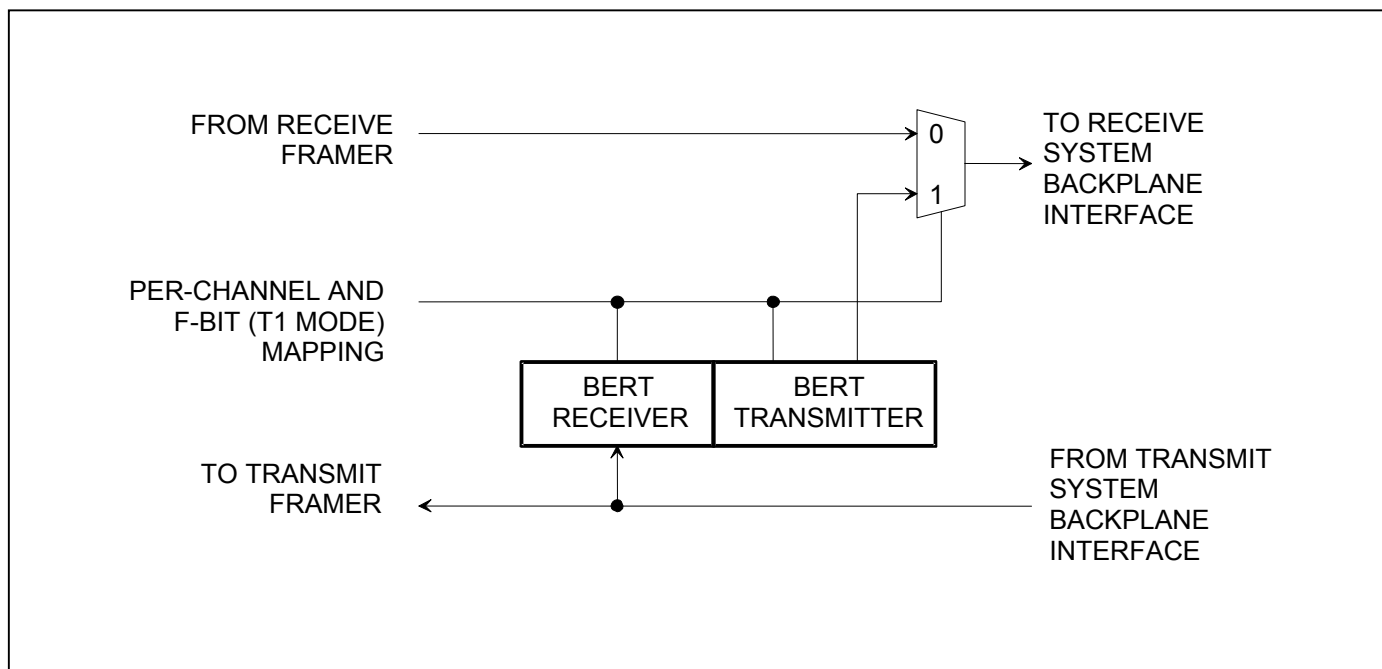 FROM RECEIVE
FRAMER
0
1
TO RECEIVE
SYSTEM
BACKPLANE
INTERFACE
PER-CHANNEL AND
F-BIT (T1 MODE)
MAPPING
BERT
RECEIVER
BERT
TRANSMITTER
TO TRANSMIT
FRAMER
FROM TRANSMIT
SYSTEM
BACKPLANE
INTERFACE